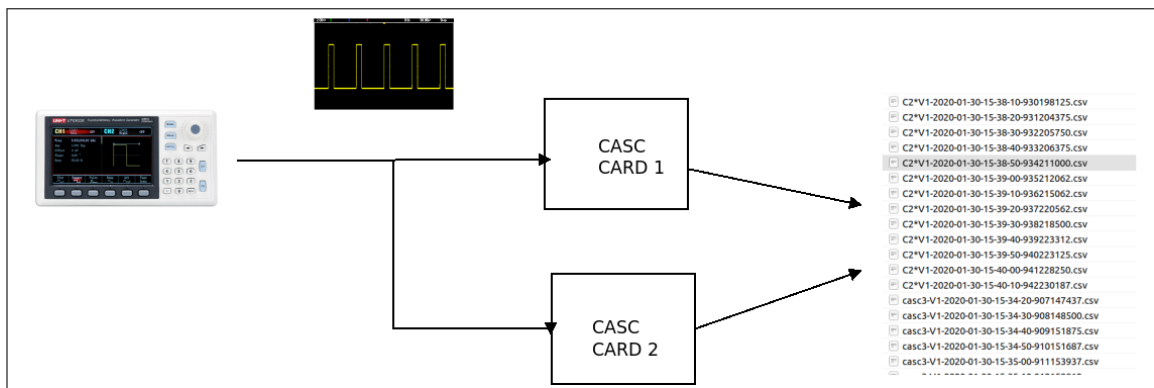 UNI-T
CH1
CH2
CASC
CARD 1
CASC
CARD 2
C2*V1-2020-01-30-15-38-10-930198125.csv
C2*V1-2020-01-30-15-38-20-931204375.csv
C2*V1-2020-01-30-15-38-30-932205750.csv
C2*V1-2020-01-30-15-38-40-933206375.csv
C2*V1-2020-01-30-15-38-50-934211000.csv
C2*V1-2020-01-30-15-39-00-935212062.csv
C2*V1-2020-01-30-15-39-10-936215062.csv
C2*V1-2020-01-30-15-39-20-937220562.csv
C2*V1-2020-01-30-15-39-30-938218500.csv
C2*V1-2020-01-30-15-39-40-939223312.csv
C2*V1-2020-01-30-15-39-50-940223125.csv
C2*V1-2020-01-30-15-40-00-941228250.csv
C2*V1-2020-01-30-15-40-10-942230187.csv
casc3-V1-2020-01-30-15-34-20-907147437.csv
casc3-V1-2020-01-30-15-34-30-908148500.csv
casc3-V1-2020-01-30-15-34-40-909151875.csv
casc3-V1-2020-01-30-15-34-50-910151687.csv
casc3-V1-2020-01-30-15-35-00-911153937.csv